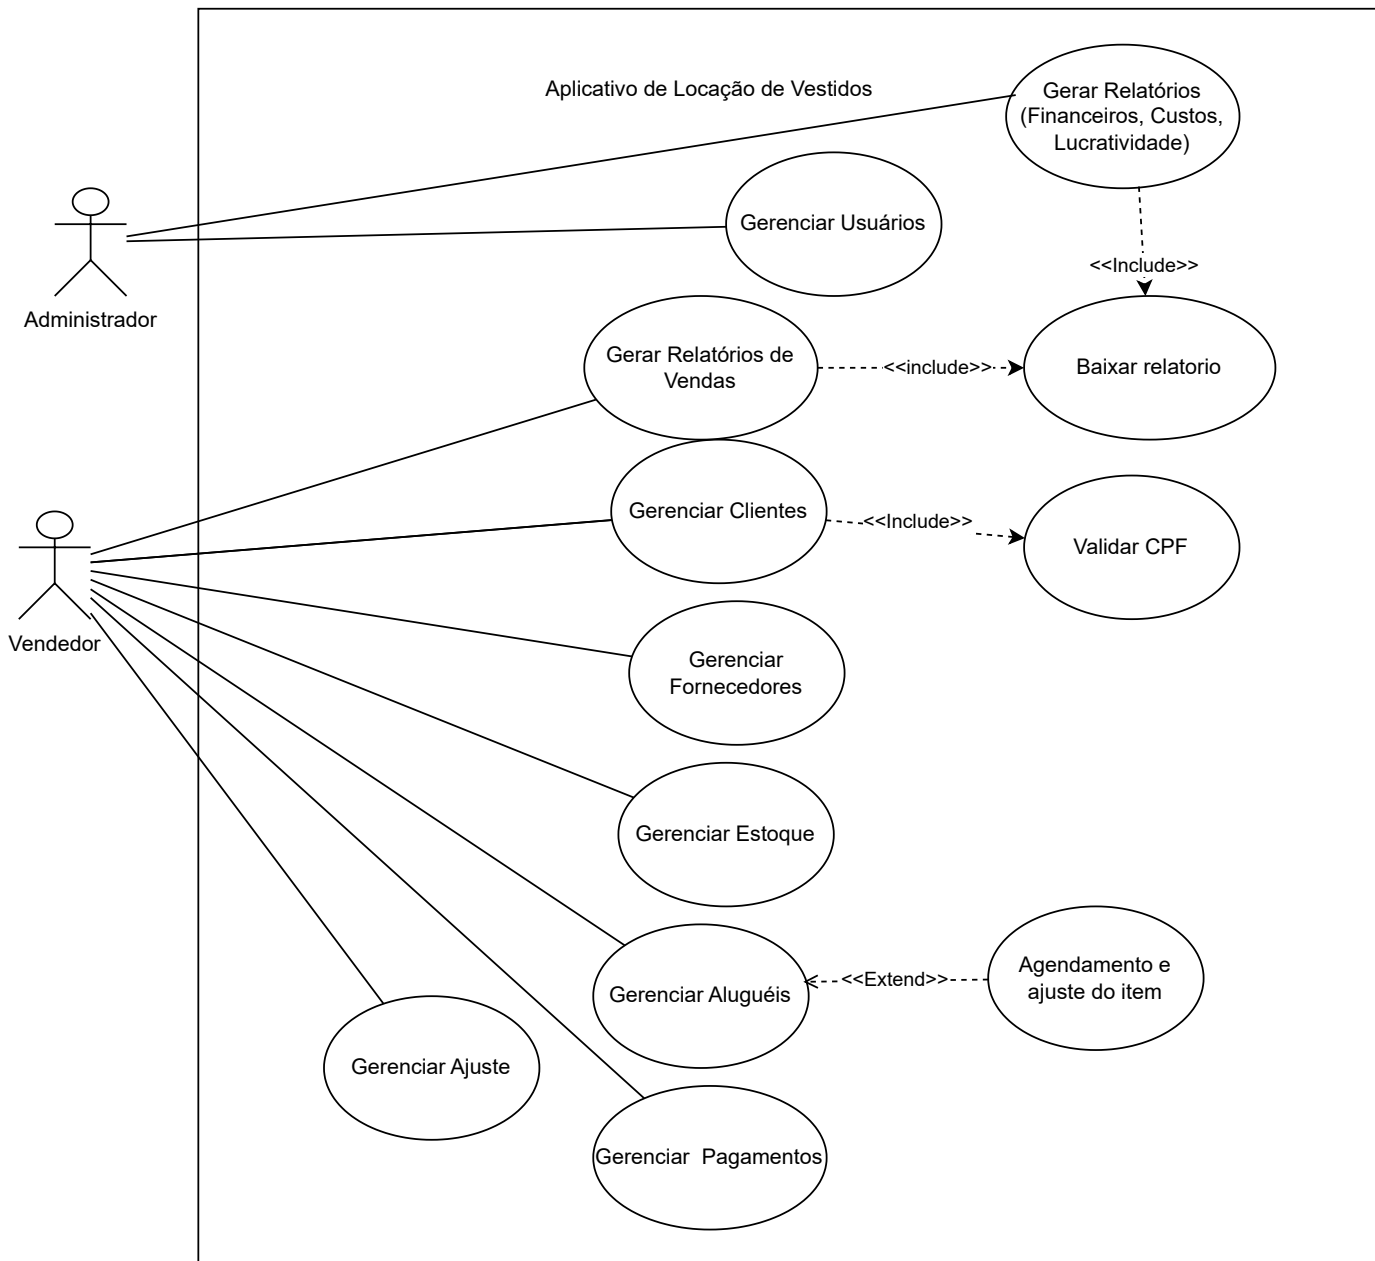 Aplicativo de Locação de Vestidos
Gerar Relatórios
(Financeiros, Custos,
Lucratividade)
Gerenciar Usuários
<<Include>>
Administrador
Gerar Relatórios de
Vendas
<<include>>
Baixar relatorio
Gerenciar Clientes
<<Include>>
Validar CPF
Vendedor
Gerenciar
Fornecedores
Gerenciar Estoque
Gerenciar Aluguéis
<<Extend>>
Agendamento e
ajuste do item
Gerenciar Ajuste
Gerenciar  Pagamentos